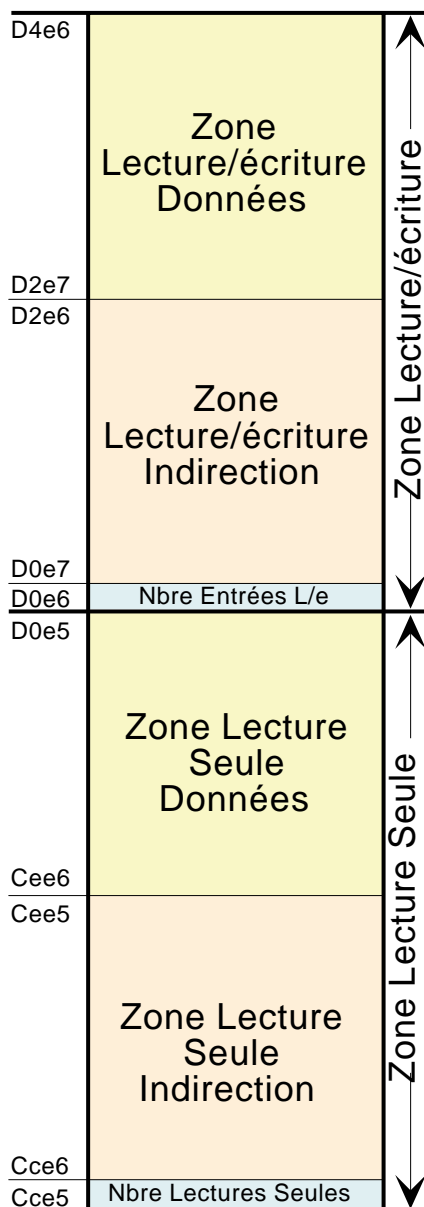 D4e6
Zone
Lecture/écriture
Données
D2e7
D2e6
Zone
Lecture/écriture
Indirection
D0e7
D0e6
Nbre Entrées L/e
Zone Lecture/écriture
D0e5
Zone Lecture
Seule
Données
Cee6
Cee5
Zone Lecture
Seule
Indirection
Cce6
Cce5
Nbre Lectures Seules
Zone Lecture Seule